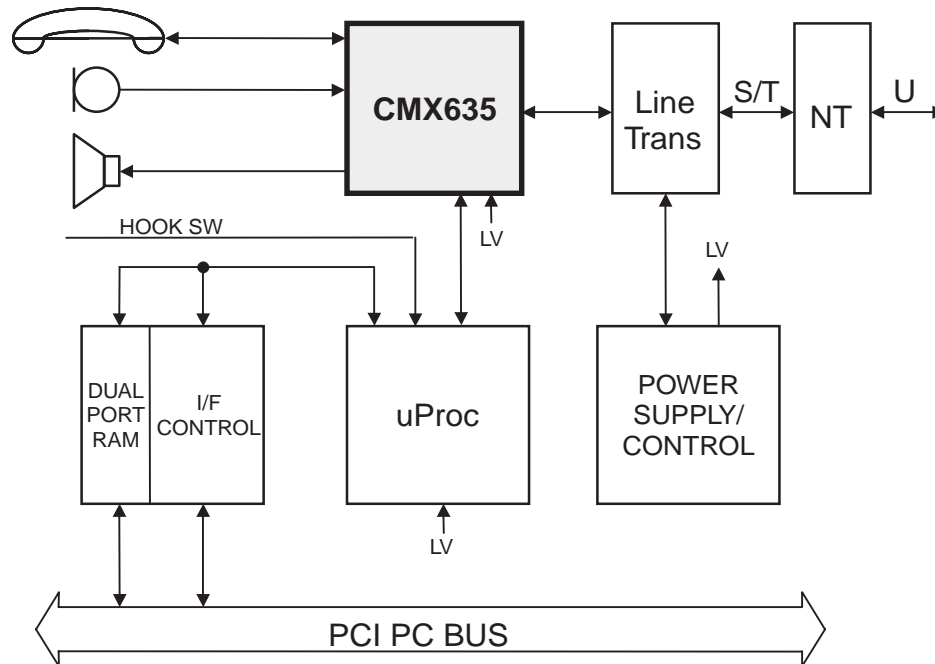 CMX635
Line
Trans
S/T
NT
U
HOOK SW
LV
LV
DUAL
PORT
RAM
I/F
CONTROL
uProc
POWER
SUPPLY/
CONTROL
LV
PCI PC BUS